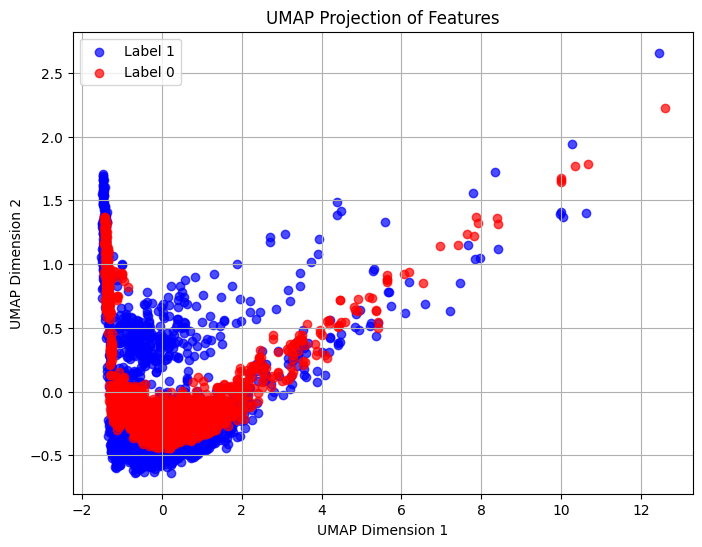 UMAP Projection of Features
Label 1
Label 0
2.5
2.0
1.5
1.0
0.5
0.0
−0.5
UMAP Dimension 2
−2 0 2 4 6 8 10 12
UMAP Dimension 1